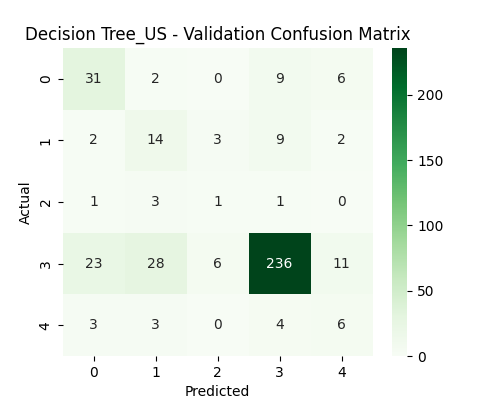 Decision Tree_US - Validation Confusion Matrix
0 31 2 0 9 6
1 2 14 3 9 2
2 1 3 1 1 0
3 23 28 6 236 11
4 3 3 0 4 6
0 1 2 3 4
Predicted
Actual
200
150
100
50
0